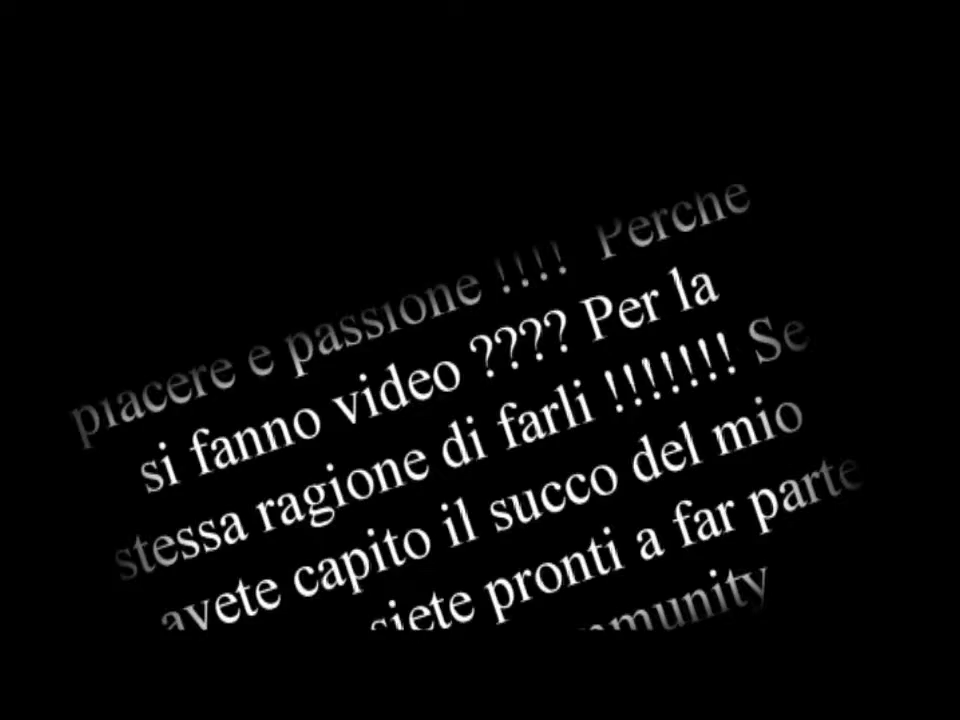 piacere e passione !!!! Perche
si fanno video ???? Per la
stessa ragione di farli !!!!!!! Se
avete capito il succo del mio
siete pronti a far parte